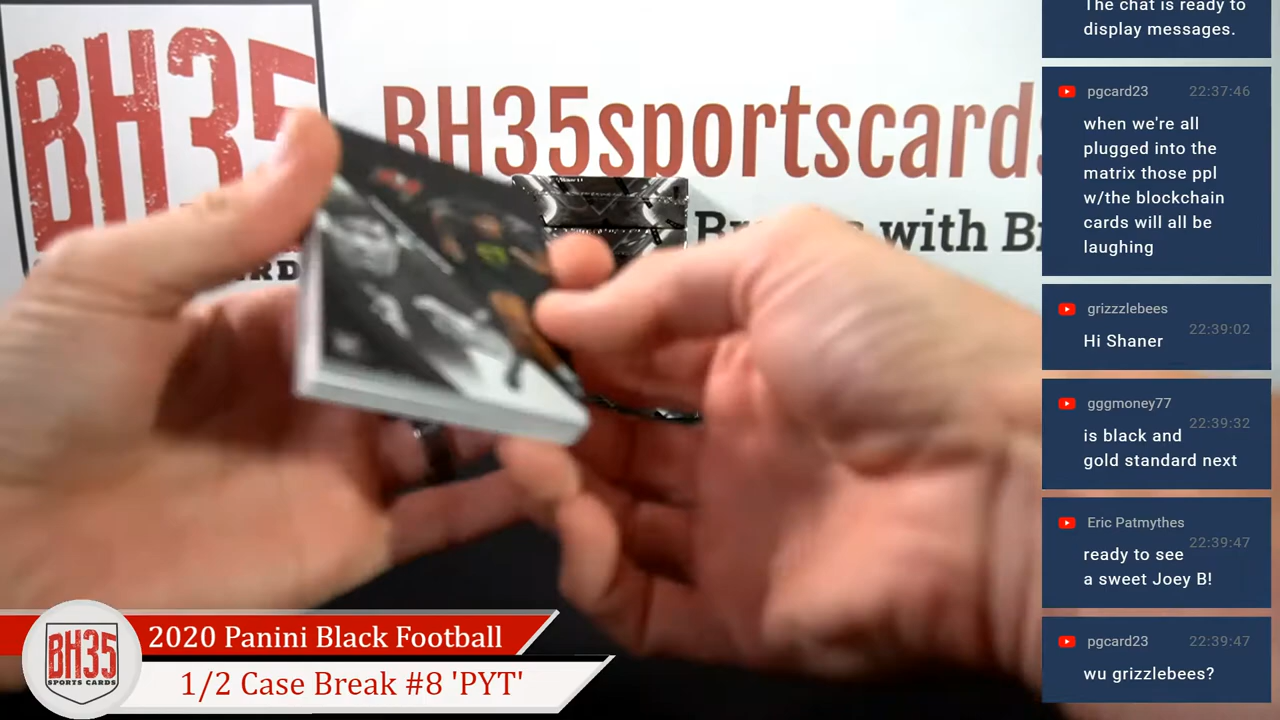 BH35
BH35sportscards
with
The chat is ready to
display messages.
pgcard23 22:37:46
when we're all
plugged into the
matrix those ppl
w/the blockchain
cards will all be
laughing
grizzzlebees
22:39:02
Hi Shaner
gggmoney77
22:39:32
is black and
gold standard next
Eric Patmythes
22:39:47
ready to see
a sweet Joey B!
pgcard23 22:39:47
wu grizzlebees?
BH35
SPORTS CARDS
2020 Panini Black Football
1/2 Case Break #8 'PYT'